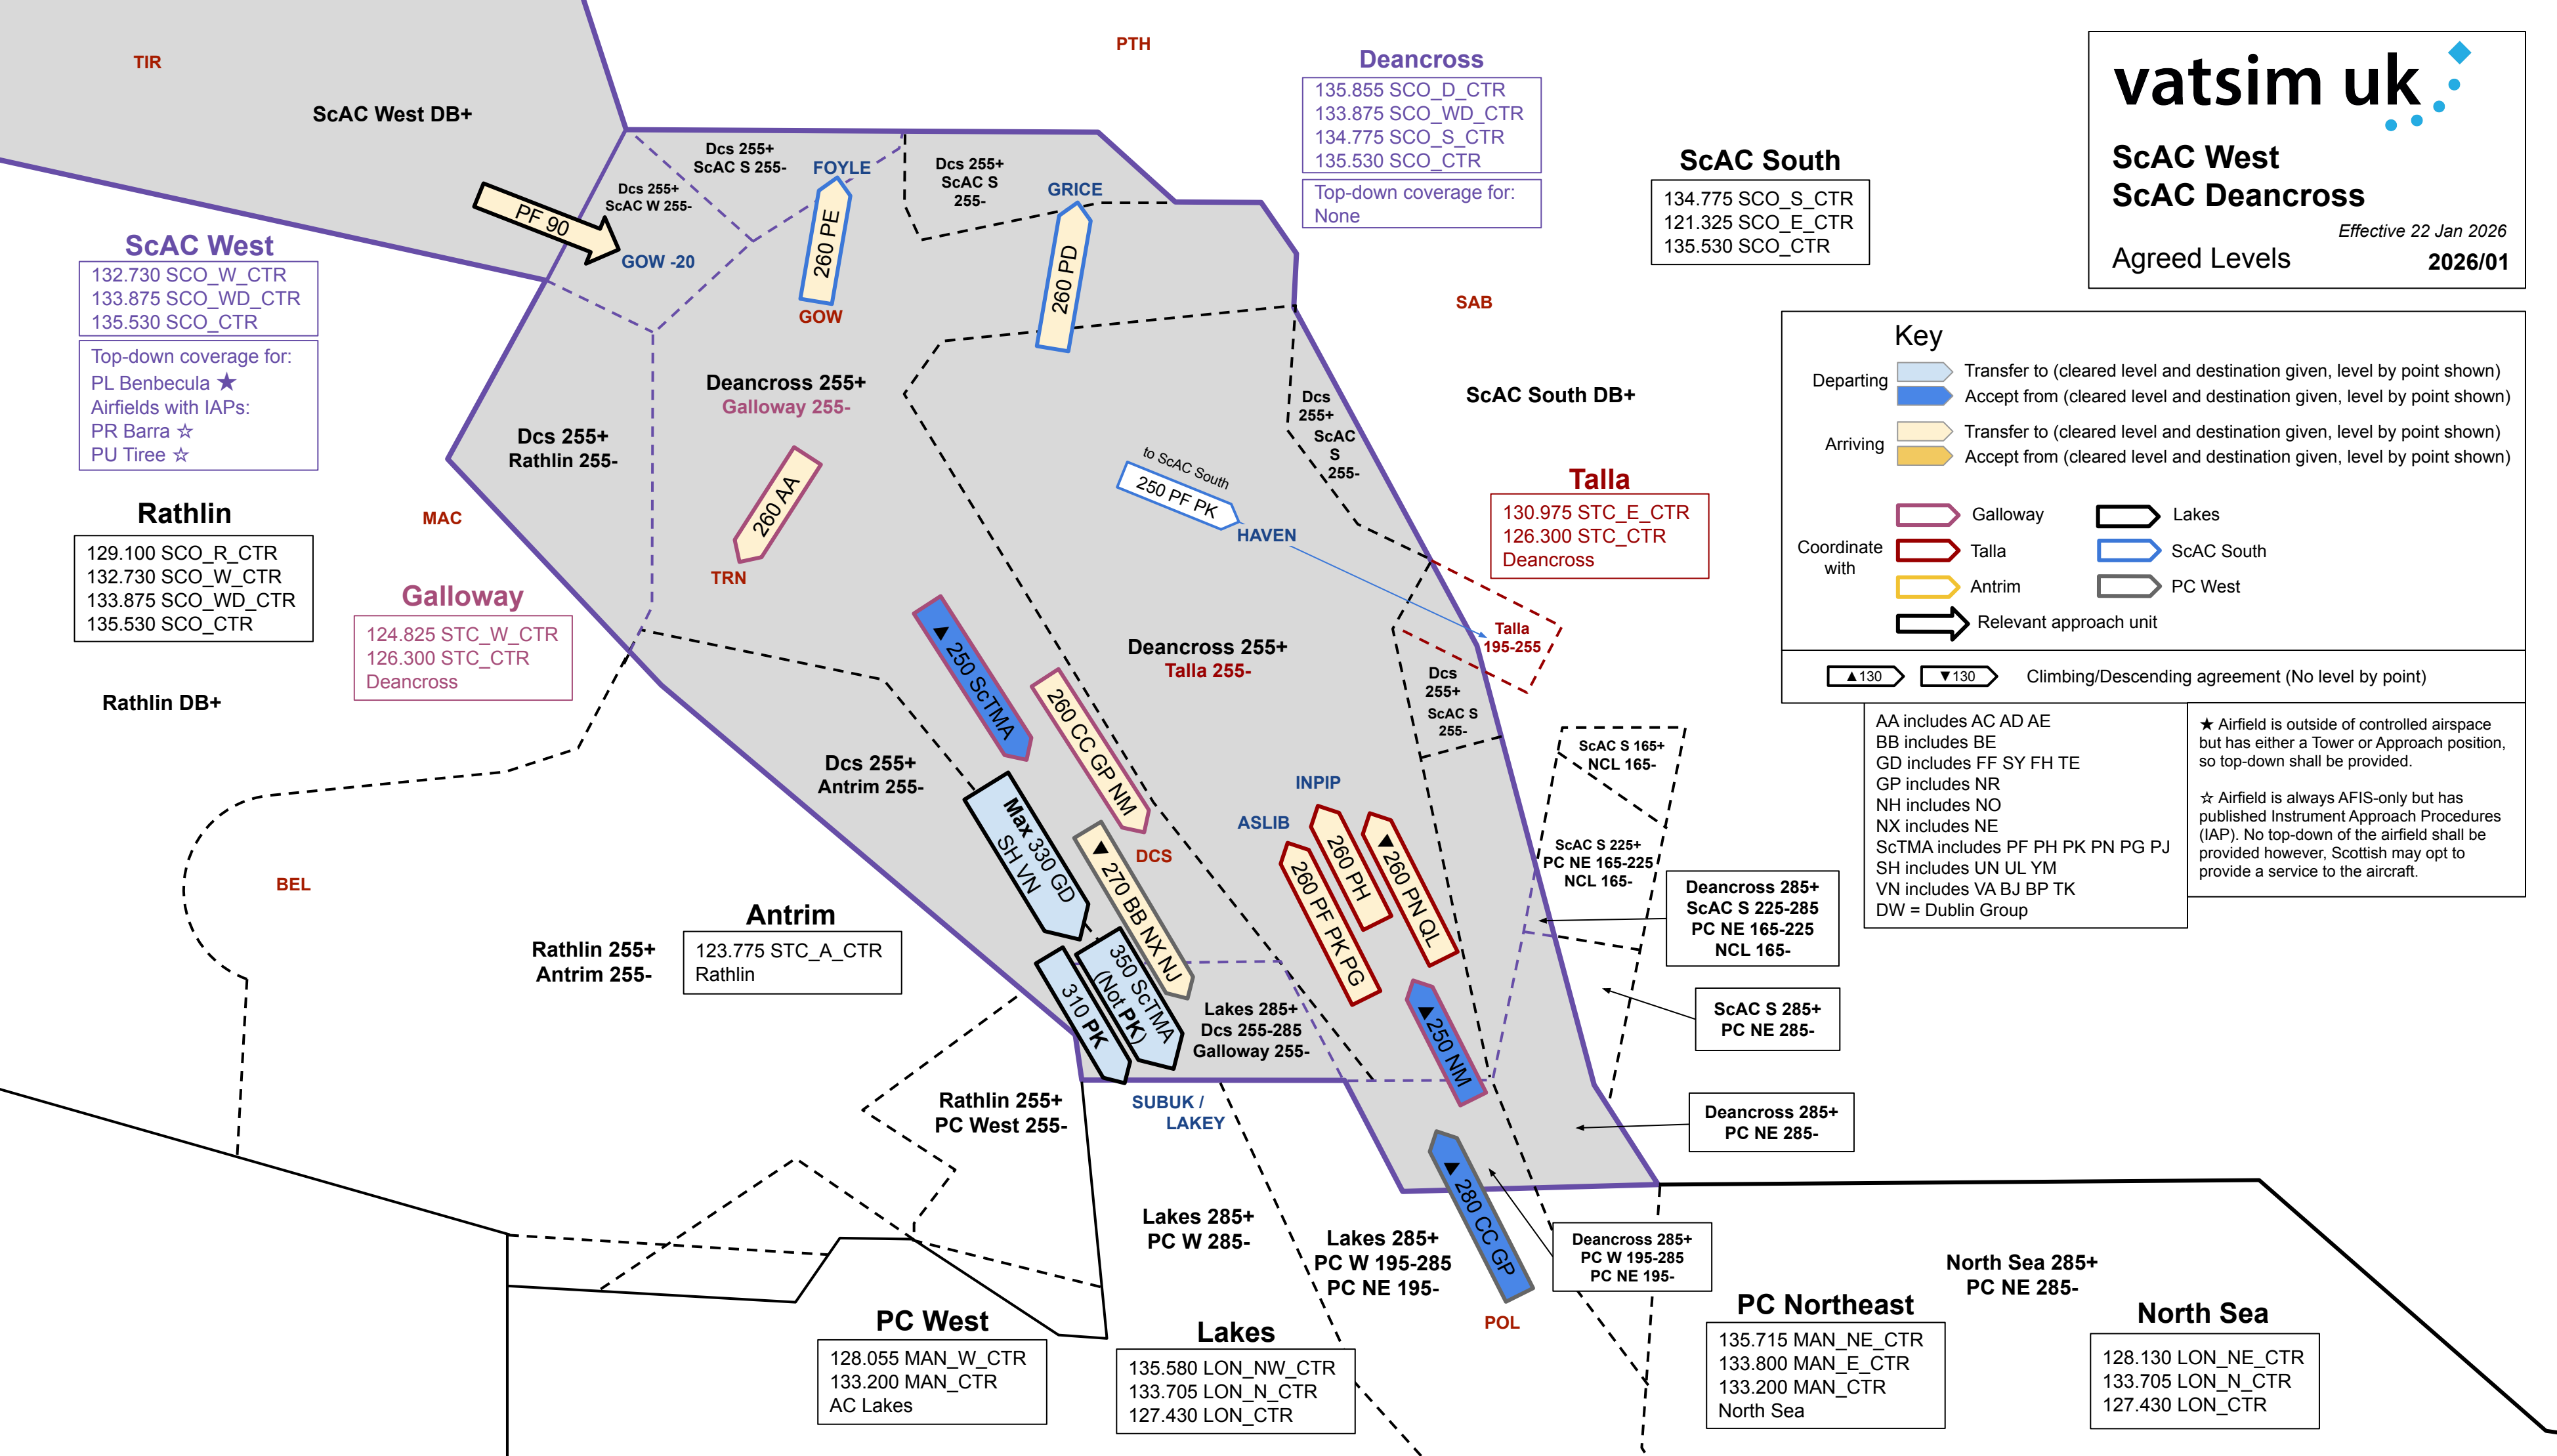 TIR
PTH
ScAC West DB+
Deancross
135.855 SCO_D_CTR
133.875 SCO_WD_CTR
134.775 SCO_S_CTR
135.530 SCO_CTR
Top-down coverage for:
None
vatsim uk
ScAC West
ScAC Deancross
Effective 22 Jan 2026
Agreed Levels
2026/01
Dcs 255+
ScAC S 255-
FOYLE
Dcs 255+
ScAC S
255-
GRICE
Dcs 255+
ScAC W 255-
PF 90
GOW -20
260 PE
GOW
260 PD
ScAC South
134.775 SCO_S_CTR
121.325 SCO_E_CTR
135.530 SCO_CTR
ScAC West
132.730 SCO_W_CTR
133.875 SCO_WD_CTR
135.530 SCO_CTR
Top-down coverage for:
PL Benbecula ★
Airfields with IAPs:
PR Barra ☆
PU Tiree ☆
SAB
Key
Departing
Transfer to (cleared level and destination given, level by point shown)
Accept from (cleared level and destination given, level by point shown)
Arriving
Transfer to (cleared level and destination given, level by point shown)
Accept from (cleared level and destination given, level by point shown)
Coordinate
with
Galloway
Lakes
Talla
ScAC South
Antrim
PC West
Relevant approach unit
▲130
▼130
Climbing/Descending agreement (No level by point)
AA includes AC AD AE
BB includes BE
GD includes FF SY FH TE
GP includes NR
NH includes NO
NX includes NE
ScTMA includes PF PH PK PN PG PJ
SH includes UN UL YM
VN includes VA BJ BP TK
DW = Dublin Group
★ Airfield is outside of controlled airspace
but has either a Tower or Approach position,
so top-down shall be provided.
☆ Airfield is always AFIS-only but has
published Instrument Approach Procedures
(IAP). No top-down of the airfield shall be
provided however, Scottish may opt to
provide a service to the aircraft.
Deancross 255+
Galloway 255-
ScAC South DB+
Dcs
255+
ScAC
S
255-
Dcs 255+
Rathlin 255-
to ScAC South
250 PF PK
HAVEN
260 AA
TRN
MAC
Rathlin
129.100 SCO_R_CTR
132.730 SCO_W_CTR
133.875 SCO_WD_CTR
135.530 SCO_CTR
Talla
130.975 STC_E_CTR
126.300 STC_CTR
Deancross
Galloway
124.825 STC_W_CTR
126.300 STC_CTR
Deancross
Rathlin DB+
Talla
195-255
Deancross 255+
Talla 255-
Dcs
255+
ScAC S
255-
▲ 250 ScTMA
260 CC GP NM
Dcs 255+
Antrim 255-
Max 330 GD
SH VN
▼ 270 BB NX NJ
DCS
INPIP
ASLIB
260 PF PK PG
260 PH
▼ 260 PN QL
ScAC S 165+
NCL 165-
ScAC S 225+
PC NE 165-225
NCL 165-
Deancross 285+
ScAC S 225-285
PC NE 165-225
NCL 165-
BEL
Antrim
123.775 STC_A_CTR
Rathlin
Rathlin 255+
Antrim 255-
310 PK
350 ScTMA
(Not PK)
Lakes 285+
Dcs 255-285
Galloway 255-
▲ 250 NM
ScAC S 285+
PC NE 285-
Rathlin 255+
PC West 255-
SUBUK /
LAKEY
Deancross 285+
PC NE 285-
▼ 280 CC GP
POL
Lakes 285+
PC W 285-
Lakes 285+
PC W 195-285
PC NE 195-
Deancross 285+
PC W 195-285
PC NE 195-
North Sea 285+
PC NE 285-
PC West
128.055 MAN_W_CTR
133.200 MAN_CTR
AC Lakes
Lakes
135.580 LON_NW_CTR
133.705 LON_N_CTR
127.430 LON_CTR
PC Northeast
135.715 MAN_NE_CTR
133.800 MAN_E_CTR
133.200 MAN_CTR
North Sea
North Sea
128.130 LON_NE_CTR
133.705 LON_N_CTR
127.430 LON_CTR